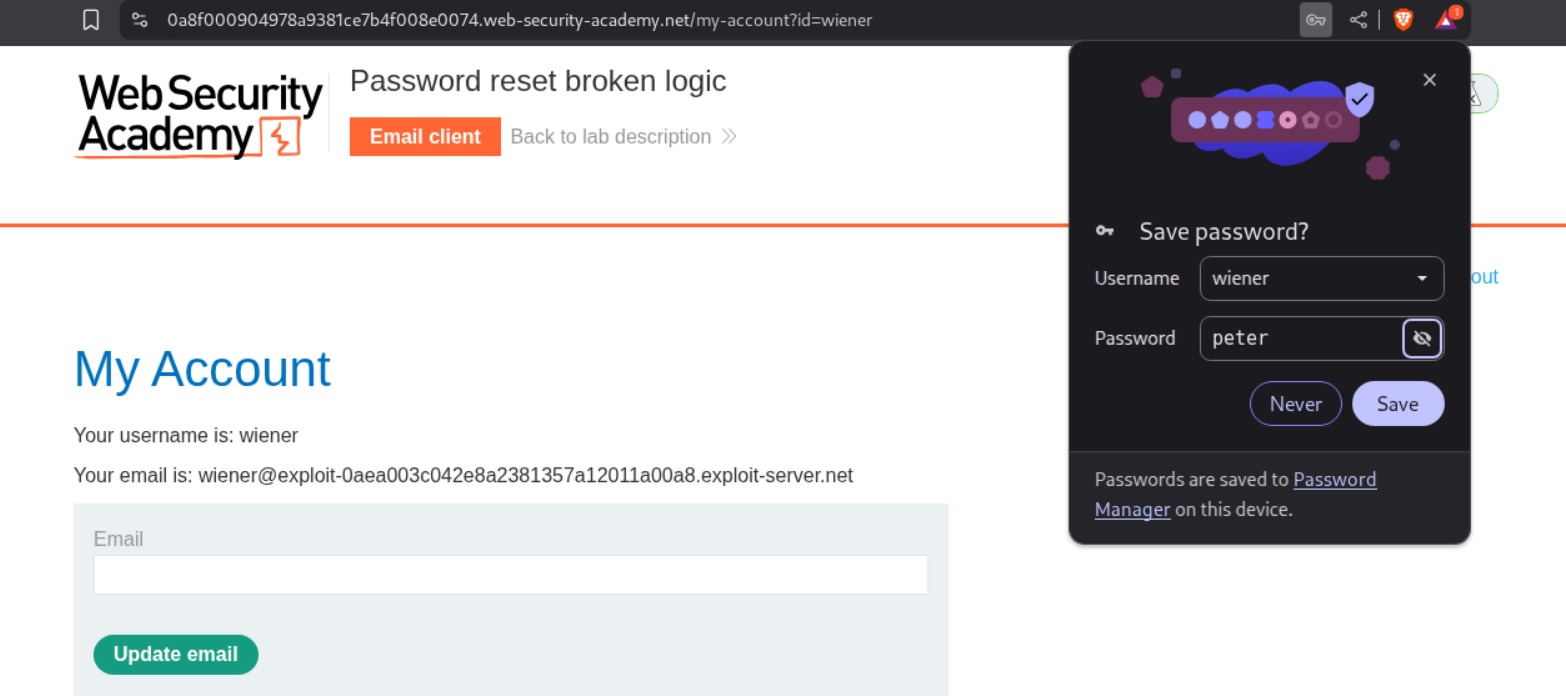 0a8f000904978a9381ce7b4f008e0074.web-security-academy.net/my-account?id=wiener
1
Web Security
Academy
Password reset broken logic
Email client
Back to lab description
Save password?
Username
wiener
Password
peter
Never
Save
Passwords are saved to Password
Manager on this device.
out
My Account
Your username is: wiener
Your email is: wiener@exploit-0aea003c042e8a2381357a12011a00a8.exploit-server.net
Email
Update email